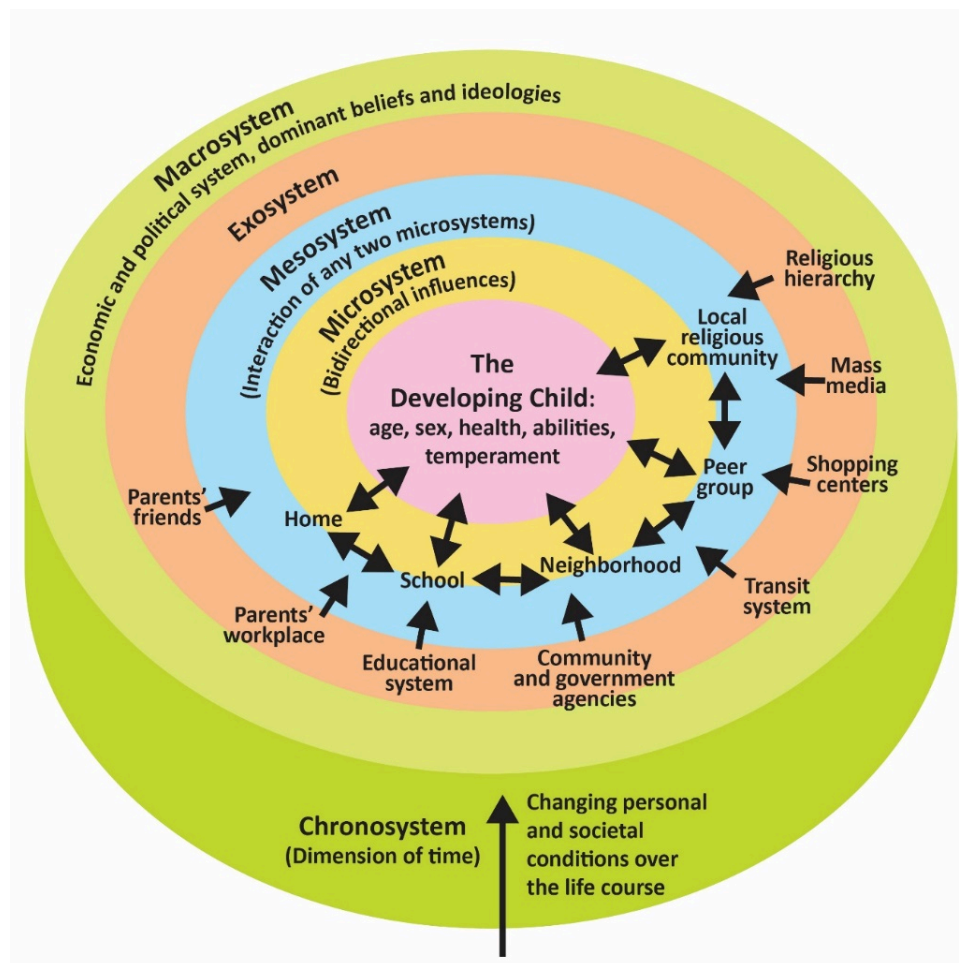 Macrosystem
Economic and political system, dominant beliefs and ideologies
Exosystem
Mesosystem
(Interaction of any two microsystems)
Microsystem
(Bidirectional influences)
The
Developing Child:
age, sex, health, abilities,
temperament
Religious
hierarchy
Local
religious
community
Mass
media
Peer
group
Shopping
centers
Parents’
friends
Home
School
Neighborhood
Transit
system
Parents’
workplace
Educational
system
Community
and government
agencies
Chronosystem
(Dimension of time)
Changing personal
and societal
conditions over
the life course